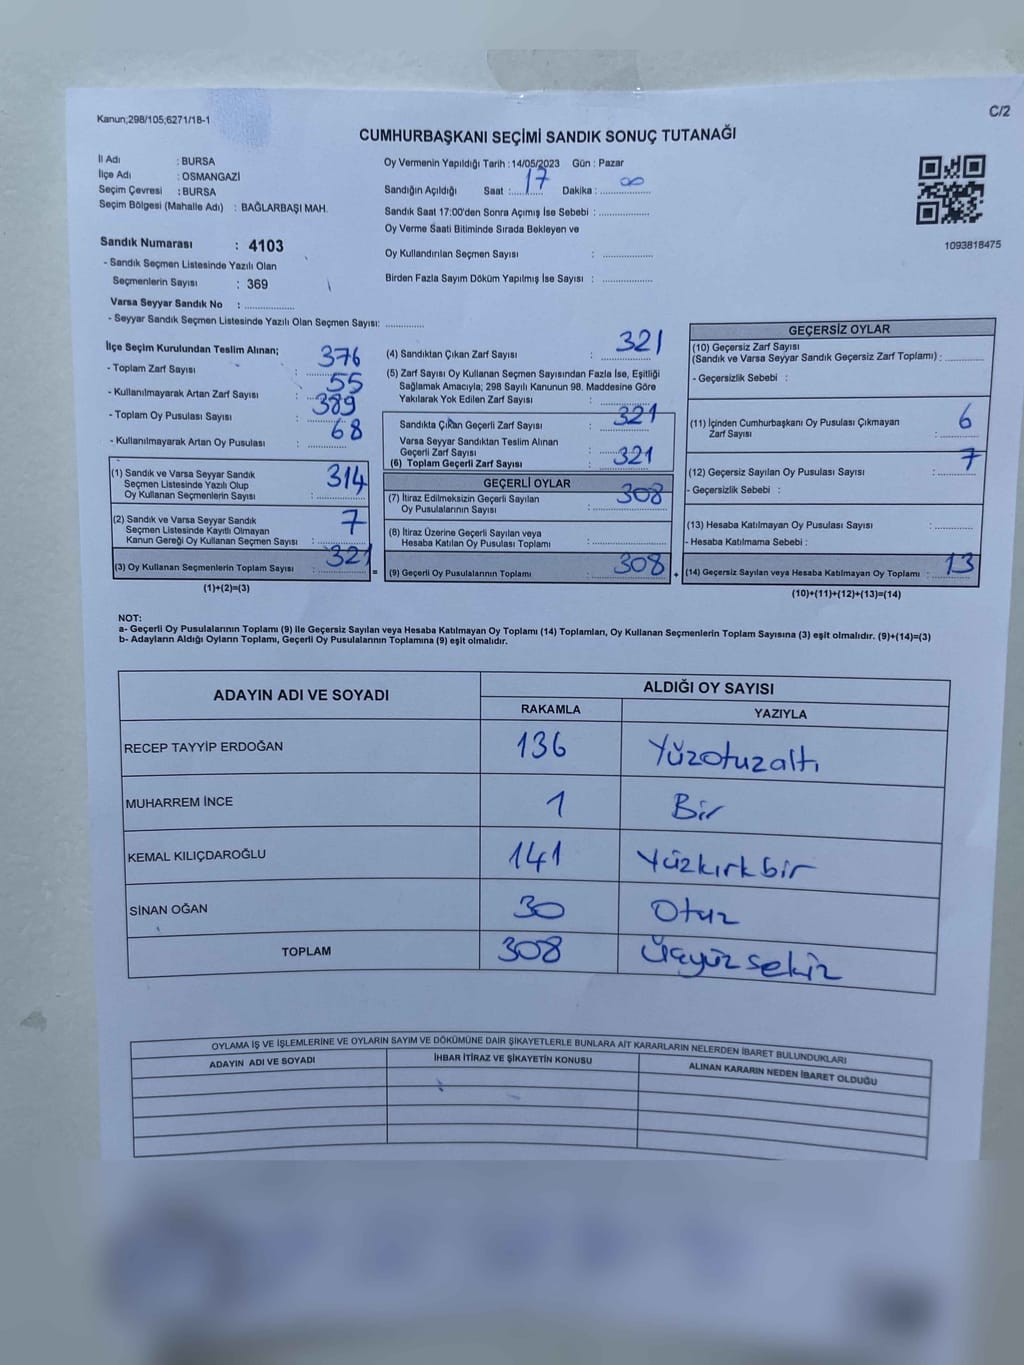 Kanun;298/105;6271/18-1
C/2
CUMHURBAŞKANI SEÇİMİ SANDIK SONUÇ TUTANAĞI
İl Adı : BURSA
İlçe Adı : OSMANGAZİ
Seçim Çevresi : BURSA
Seçim Bölgesi (Mahalle Adı) : BAĞLARBAŞI MAH.
Sandık Numarası : 4103
- Sandık Seçmen Listesinde Yazılı Olan
Seçmenlerin Sayısı : 369
Varsa Seyyar Sandık No : ..............
- Seyyar Sandık Seçmen Listesinde Yazılı Olan Seçmen Sayısı: ............
Oy Vermenin Yapıldığı Tarih : 14/05/2023 Gün : Pazar
Sandığın Açıldığı Saat : 17 Dakika : 00
Sandık Saat 17:00'den Sonra Açımış İse Sebebi : ..............
Oy Verme Saati Bitiminde Sırada Bekleyen ve
Oy Kullandırılan Seçmen Sayısı : ..............
Birden Fazla Sayım Döküm Yapılmış İse Sayısı : ..............
1093818475
İlçe Seçim Kurulundan Teslim Alınan;
- Toplam Zarf Sayısı : 376
- Kullanılmayarak Artan Zarf Sayısı : 55
- Toplam Oy Pusulası Sayısı : 389
- Kullanılmayarak Artan Oy Pusulası : 68
(1) Sandık ve Varsa Seyyar Sandık
Seçmen Listesinde Yazılı Olup
Oy Kullanan Seçmenlerin Sayısı : 314
(2) Sandık ve Varsa Seyyar Sandık
Seçmen Listesinde Kayıtlı Olmayan
Kanun Gereği Oy Kullanan Seçmen Sayısı : 7
(3) Oy Kullanan Seçmenlerin Toplam Sayısı : 321 =
(1)+(2)=(3)
(4) Sandıktan Çıkan Zarf Sayısı : 321
(5) Zarf Sayısı Oy Kullanan Seçmen Sayısından Fazla İse, Eşitliği
Sağlamak Amacıyla; 298 Sayılı Kanunun 98. Maddesine Göre
Yakılarak Yok Edilen Zarf Sayısı : ..............
Sandıkta Çıkan Geçerli Zarf Sayısı : 321
Varsa Seyyar Sandıktan Teslim Alınan
Geçerli Zarf Sayısı :
(6) Toplam Geçerli Zarf Sayısı 321
GEÇERLİ OYLAR
(7) İtiraz Edilmeksizin Geçerli Sayılan
Oy Pusulalarının Sayısı : 308
(8) İtiraz Üzerine Geçerli Sayılan veya
Hesaba Katılan Oy Pusulası Toplamı : ..............
(9) Geçerli Oy Pusulalarının Toplamı : 308 +
GEÇERSİZ OYLAR
(10) Geçersiz Zarf Sayısı
(Sandık ve Varsa Seyyar Sandık Geçersiz Zarf Toplamı) : ............
- Geçersizlik Sebebi :
(11) İçinden Cumhurbaşkanı Oy Pusulası Çıkmayan
Zarf Sayısı : 6
(12) Geçersiz Sayılan Oy Pusulası Sayısı : 7
- Geçersizlik Sebebi :
(13) Hesaba Katılmayan Oy Pusulası Sayısı : ............
- Hesaba Katılmama Sebebi :
(14) Geçersiz Sayılan veya Hesaba Katılmayan Oy Toplamı : 13
(10)+(11)+(12)+(13)=(14)
NOT:
a- Geçerli Oy Pusulalarının Toplamı (9) ile Geçersiz Sayılan veya Hesaba Katılmayan Oy Toplamı (14) Toplamları, Oy Kullanan Seçmenlerin Toplam Sayısına (3) eşit olmalıdır. (9)+(14)=(3)
b- Adayların Aldığı Oyların Toplamı, Geçerli Oy Pusulalarının Toplamına (9) eşit olmalıdır.
ADAYIN ADI VE SOYADI ALDIĞI OY SAYISI
RAKAMLA YAZIYLA
RECEP TAYYİP ERDOĞAN 136 Yüzotuzaltı
MUHARREM İNCE 1 Bir
KEMAL KILIÇDAROĞLU 141 Yüzkırkbir
SİNAN OĞAN 30 Otuz
TOPLAM 308 Üçyüzsekiz
OYLAMA İŞ VE İŞLEMLERİNE VE OYLARIN SAYIM VE DÖKÜMÜNE DAİR ŞİKAYETLERLE BUNLARA AİT KARARLARIN NELERDEN İBARET BULUNDUKLARI
ADAYIN ADI VE SOYADI İHBAR İTİRAZ VE ŞİKAYETİN KONUSU ALINAN KARARIN NEDEN İBARET OLDUĞU